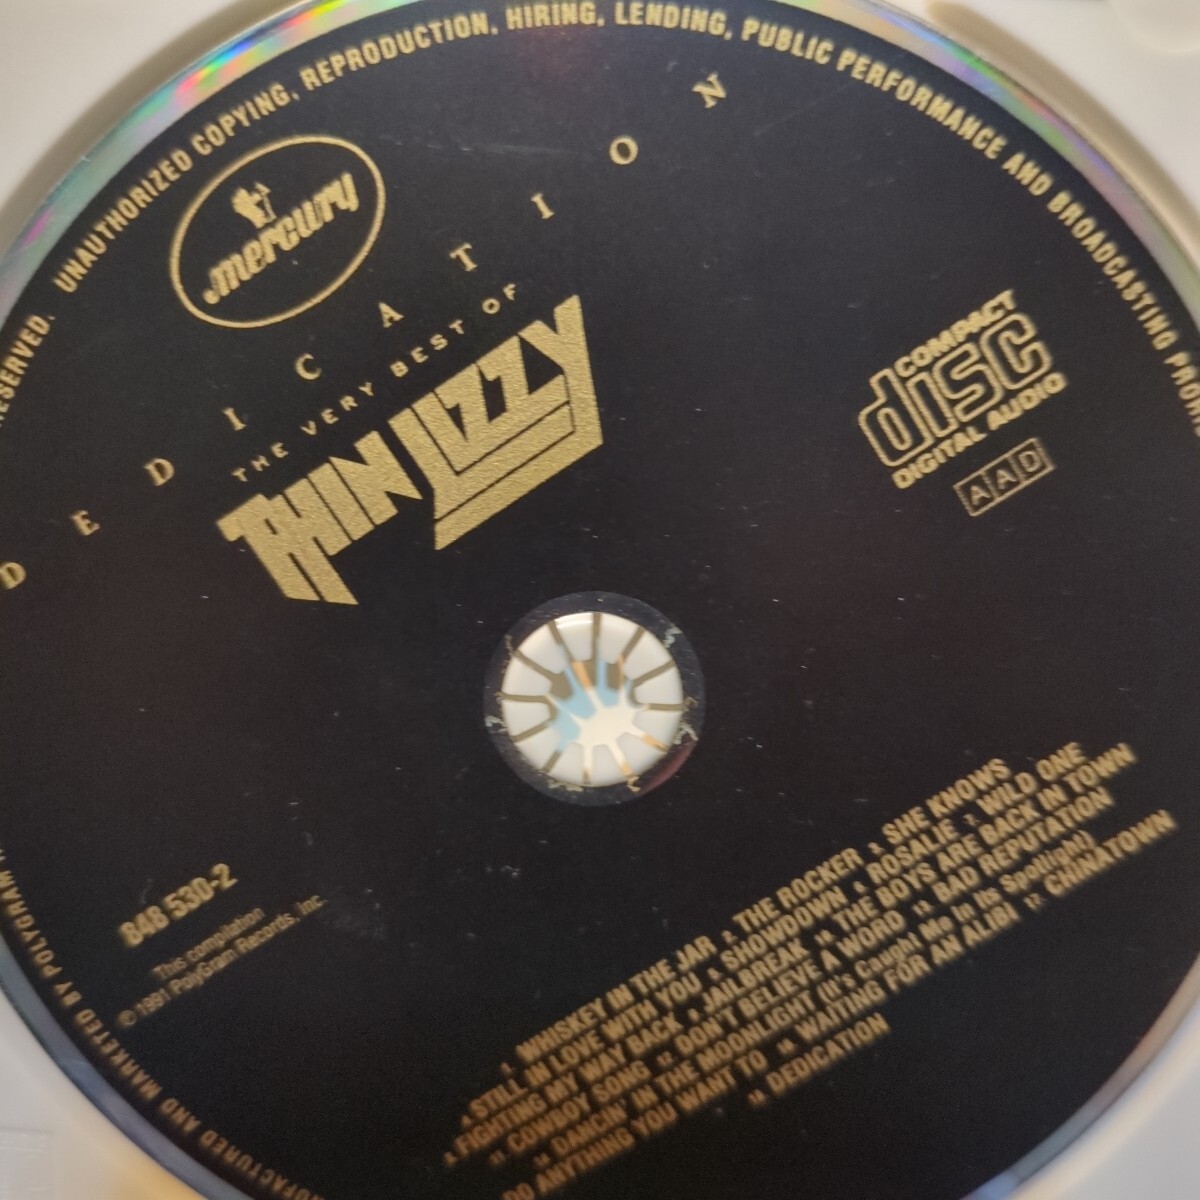 RESERVED. UNAUTHORIZED COPYING, REPRODUCTION, HIRING, LENDING, PUBLIC PERFORMANCE AND BROADCASTING
mercury
DEDICATION
THE VERY BEST OF
THIN LIZZY
COMPACT
disc
DIGITAL AUDIO
AAD
848 530-2
This compilation
© 1991 PolyGram Records, Inc.
1. WHISKEY IN THE JAR 2. THE ROCKER 3. SHE KNOWS
4. STILL IN LOVE WITH YOU 5. SHOWDOWN 6. ROSALIE 7. WILD ONE
8. FIGHTING MY WAY BACK 9. JAILBREAK 10. THE BOYS ARE BACK IN TOWN
11. COWBOY SONG 12. DON'T BELIEVE A WORD 13. BAD REPUTATION
14. DANCIN' IN THE MOONLIGHT (It's Caught Me In Its Spotlight)
DO ANYTHING YOU WANT TO 16. WAITING FOR AN ALIBI 17. CHINATOWN
18. DEDICATION
AND MARKETED BY POLYGRAM